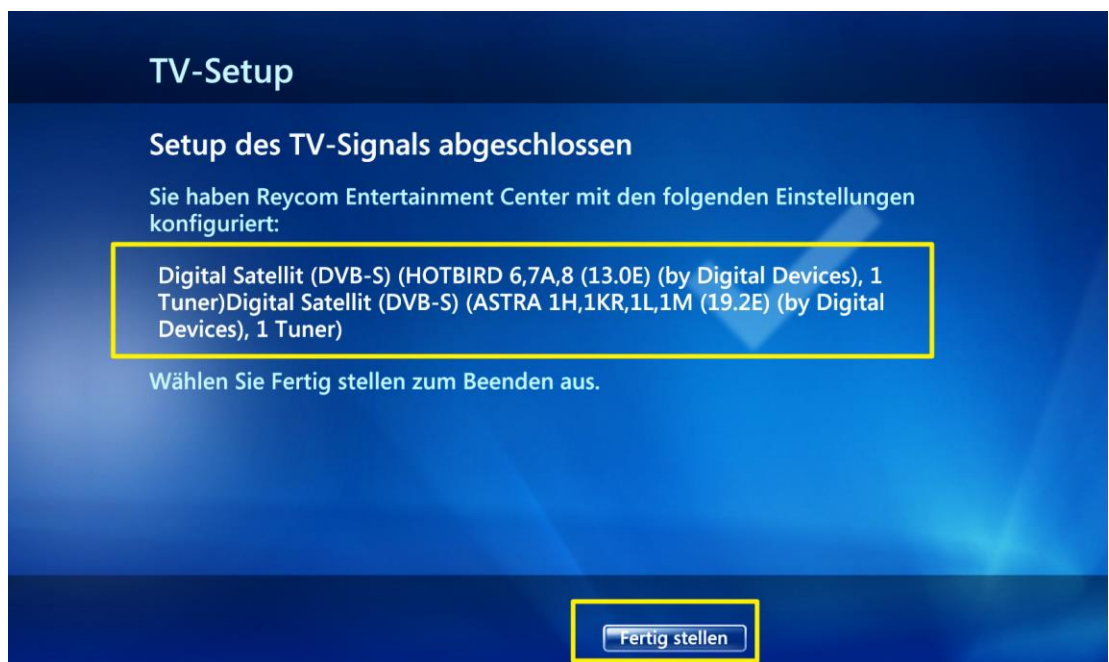 TV-Setup
Setup des TV-Signals abgeschlossen
Sie haben Reycom Entertainment Center mit den folgenden Einstellungen
konfiguriert:
Digital Satellit (DVB-S) (HOTBIRD 6,7A,8 (13.0E) (by Digital Devices), 1
Tuner)Digital Satellit (DVB-S) (ASTRA 1H,1KR,1L,1M (19.2E) (by Digital
Devices), 1 Tuner)
Wählen Sie Fertig stellen zum Beenden aus.
Fertig stellen